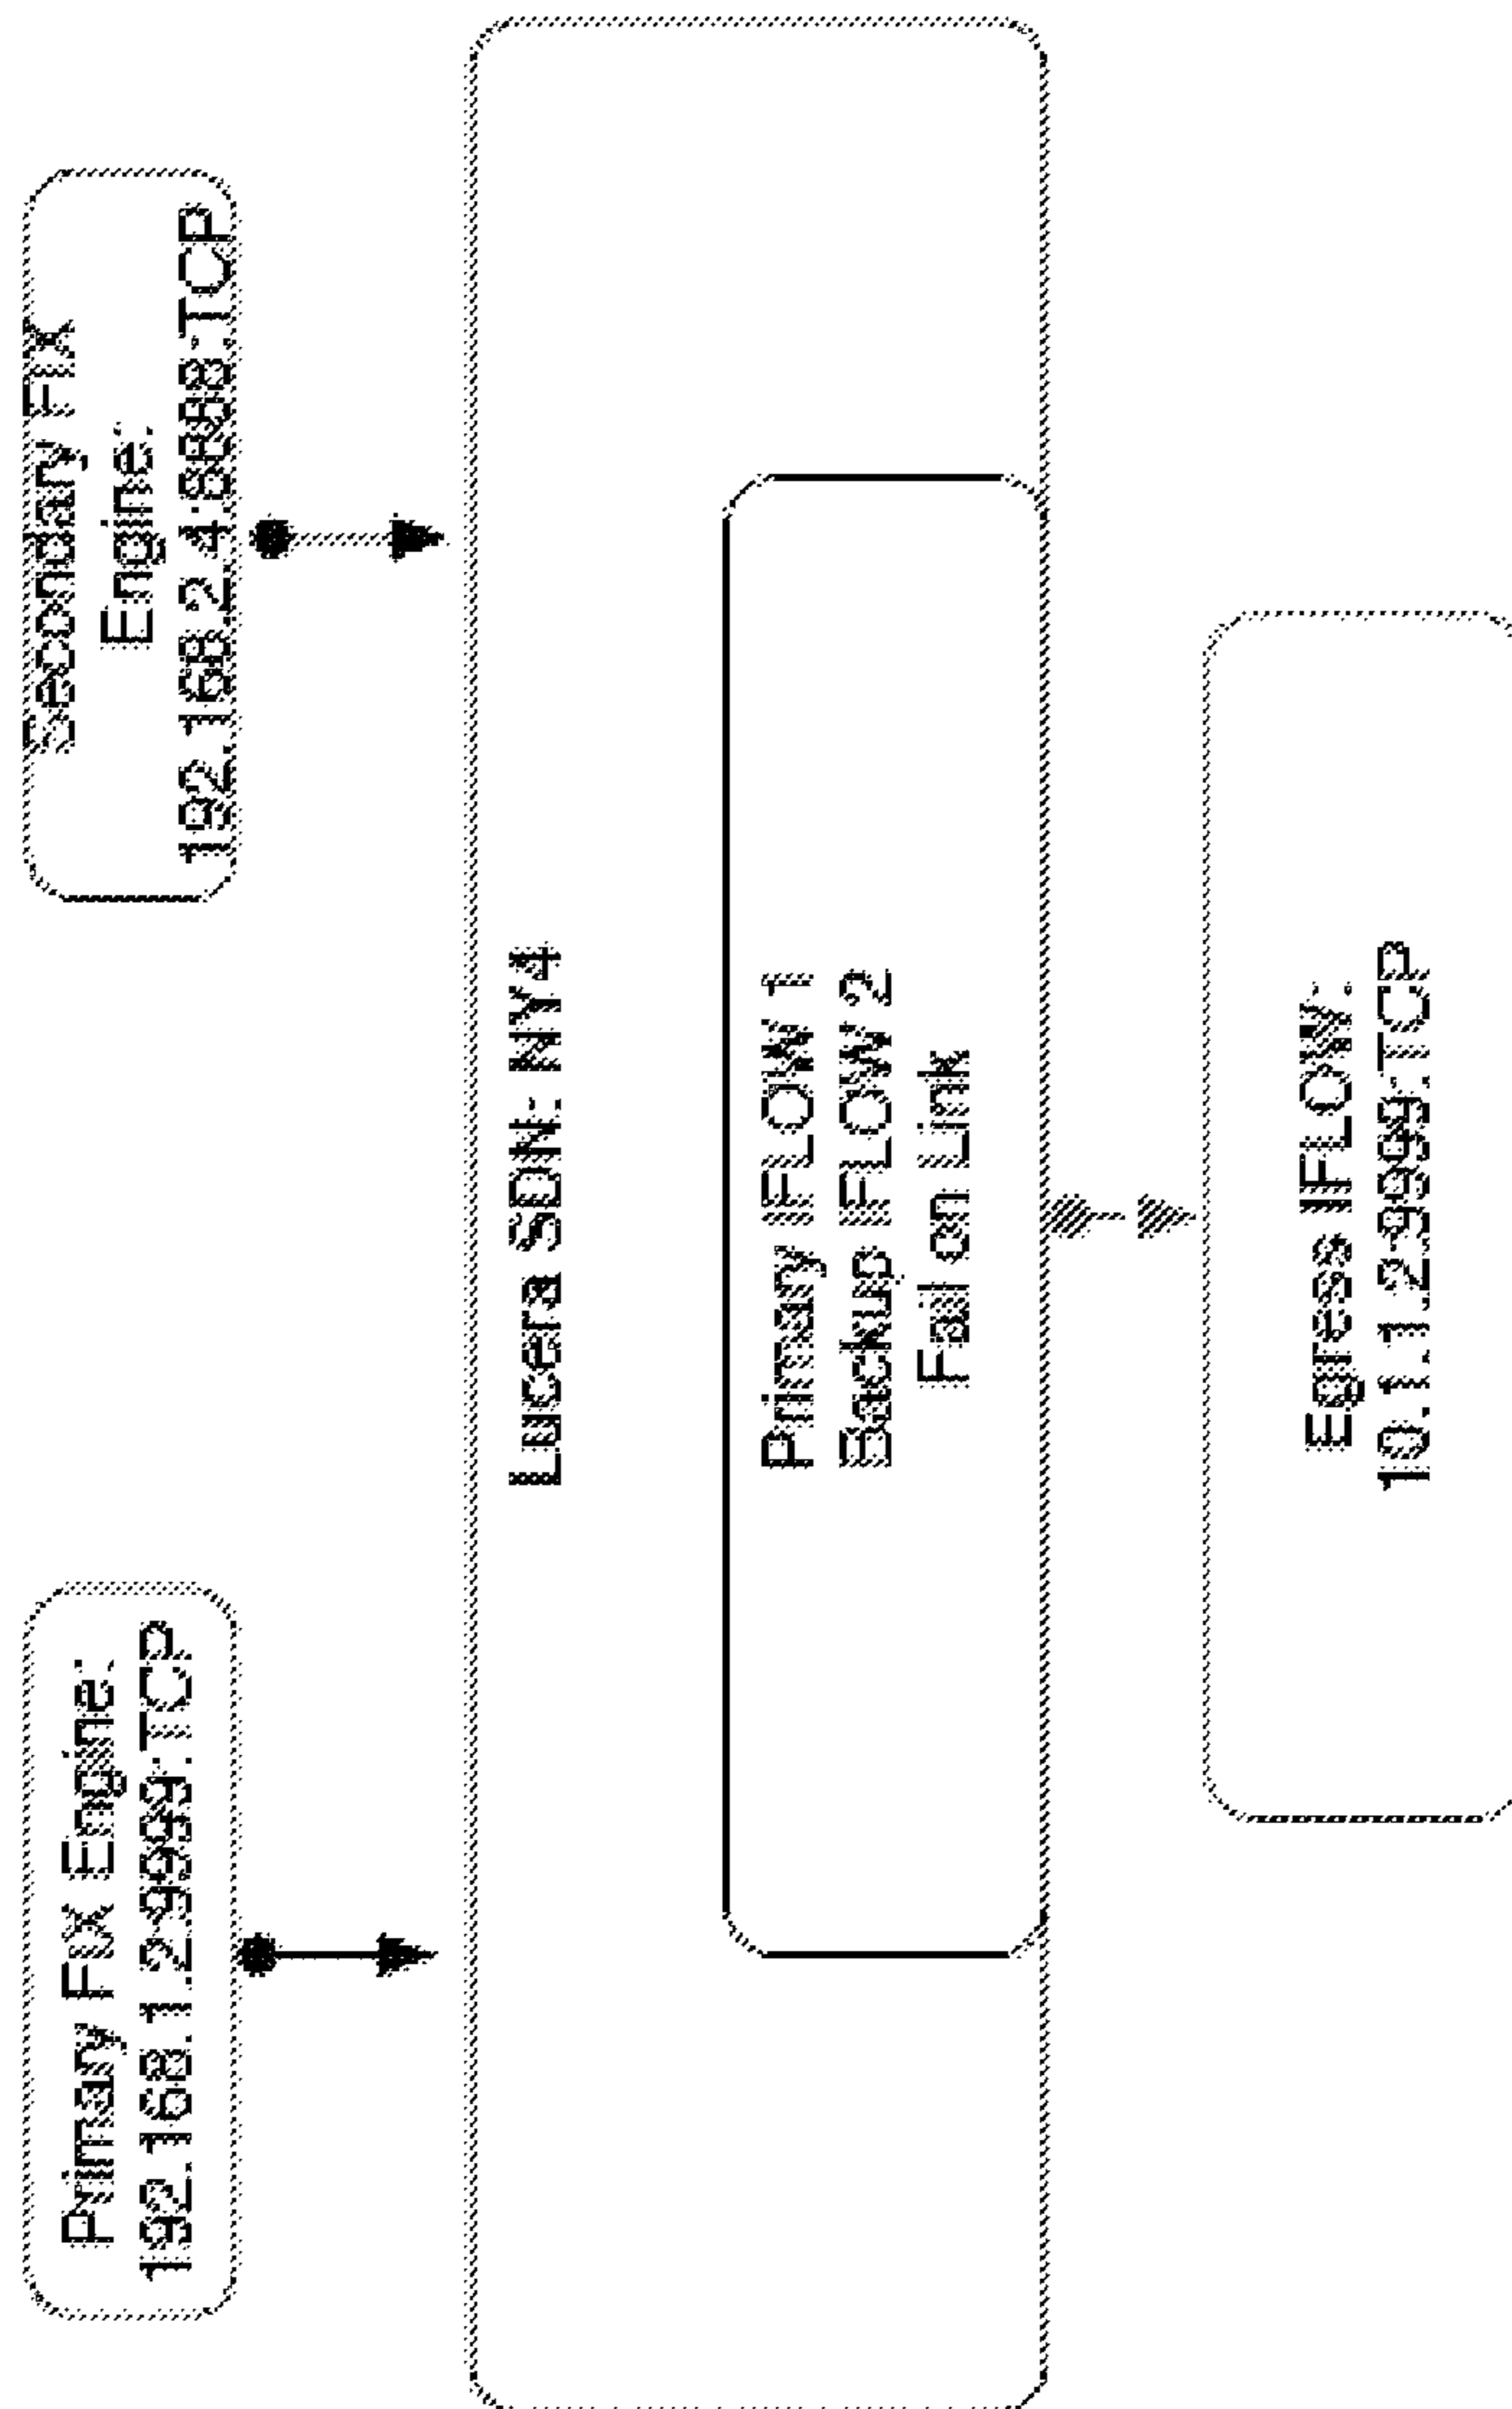 Primary FIX Engine:
192.168.1.2:9999:TCP
Secondary FIX
Engine:
192.168.2.4:8888:TCP
Lucera SDN: NY4
Primary IFLOW 1
Backup IFLOW 2
Fail on Link
Egress IFLOW:
10.1.1.2:9999:TCP